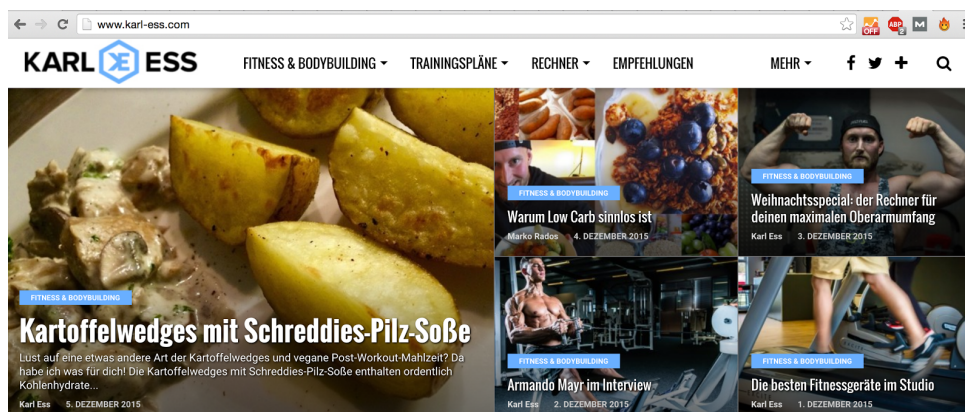 www.karl-ess.com
OFF
ABP
2
M
KARL KE ESS
FITNESS & BODYBUILDING
TRAININGSPLÄNE
RECHNER
EMPFEHLUNGEN
MEHR
FITNESS & BODYBUILDING
Kartoffelwedges mit Schreddies-Pilz-Soße
Lust auf eine etwas andere Art der Kartoffelwedges und vegane Post-Workout-Mahlzeit? Da
habe ich was für dich! Die Kartoffelwedges mit Schreddies-Pilz-Soße enthalten ordentlich
Kohlenhydrate...
Karl Ess 5. DEZEMBER 2015
FITNESS & BODYBUILDING
Warum Low Carb sinnlos ist
Marko Rados 4. DEZEMBER 2015
FITNESS & BODYBUILDING
Weihnachtsspecial: der Rechner für
deinen maximalen Oberarmumfang
Karl Ess 3. DEZEMBER 2015
FITNESS & BODYBUILDING
Armando Mayr im Interview
Karl Ess 2. DEZEMBER 2015
FITNESS & BODYBUILDING
Die besten Fitnessgeräte im Studio
Karl Ess 1. DEZEMBER 2015